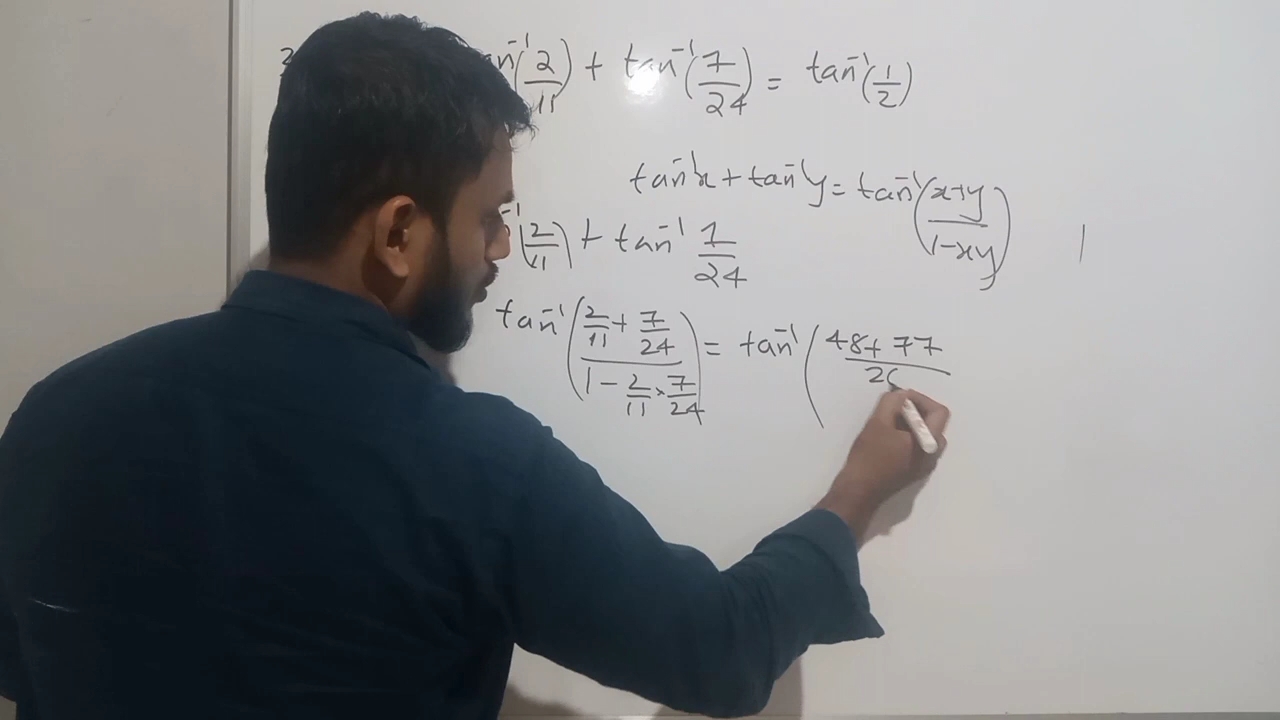 2 tan⁻¹(2/11) + tan⁻¹(7/24) = tan⁻¹(1/2)
tan⁻¹x + tan⁻¹y = tan⁻¹((x+y)/(1-xy))
⁻¹(2/11) + tan⁻¹ 7/24
tan⁻¹((2/11 + 7/24)/(1 - 2/11 × 7/24)) = tan⁻¹((48+77)/26